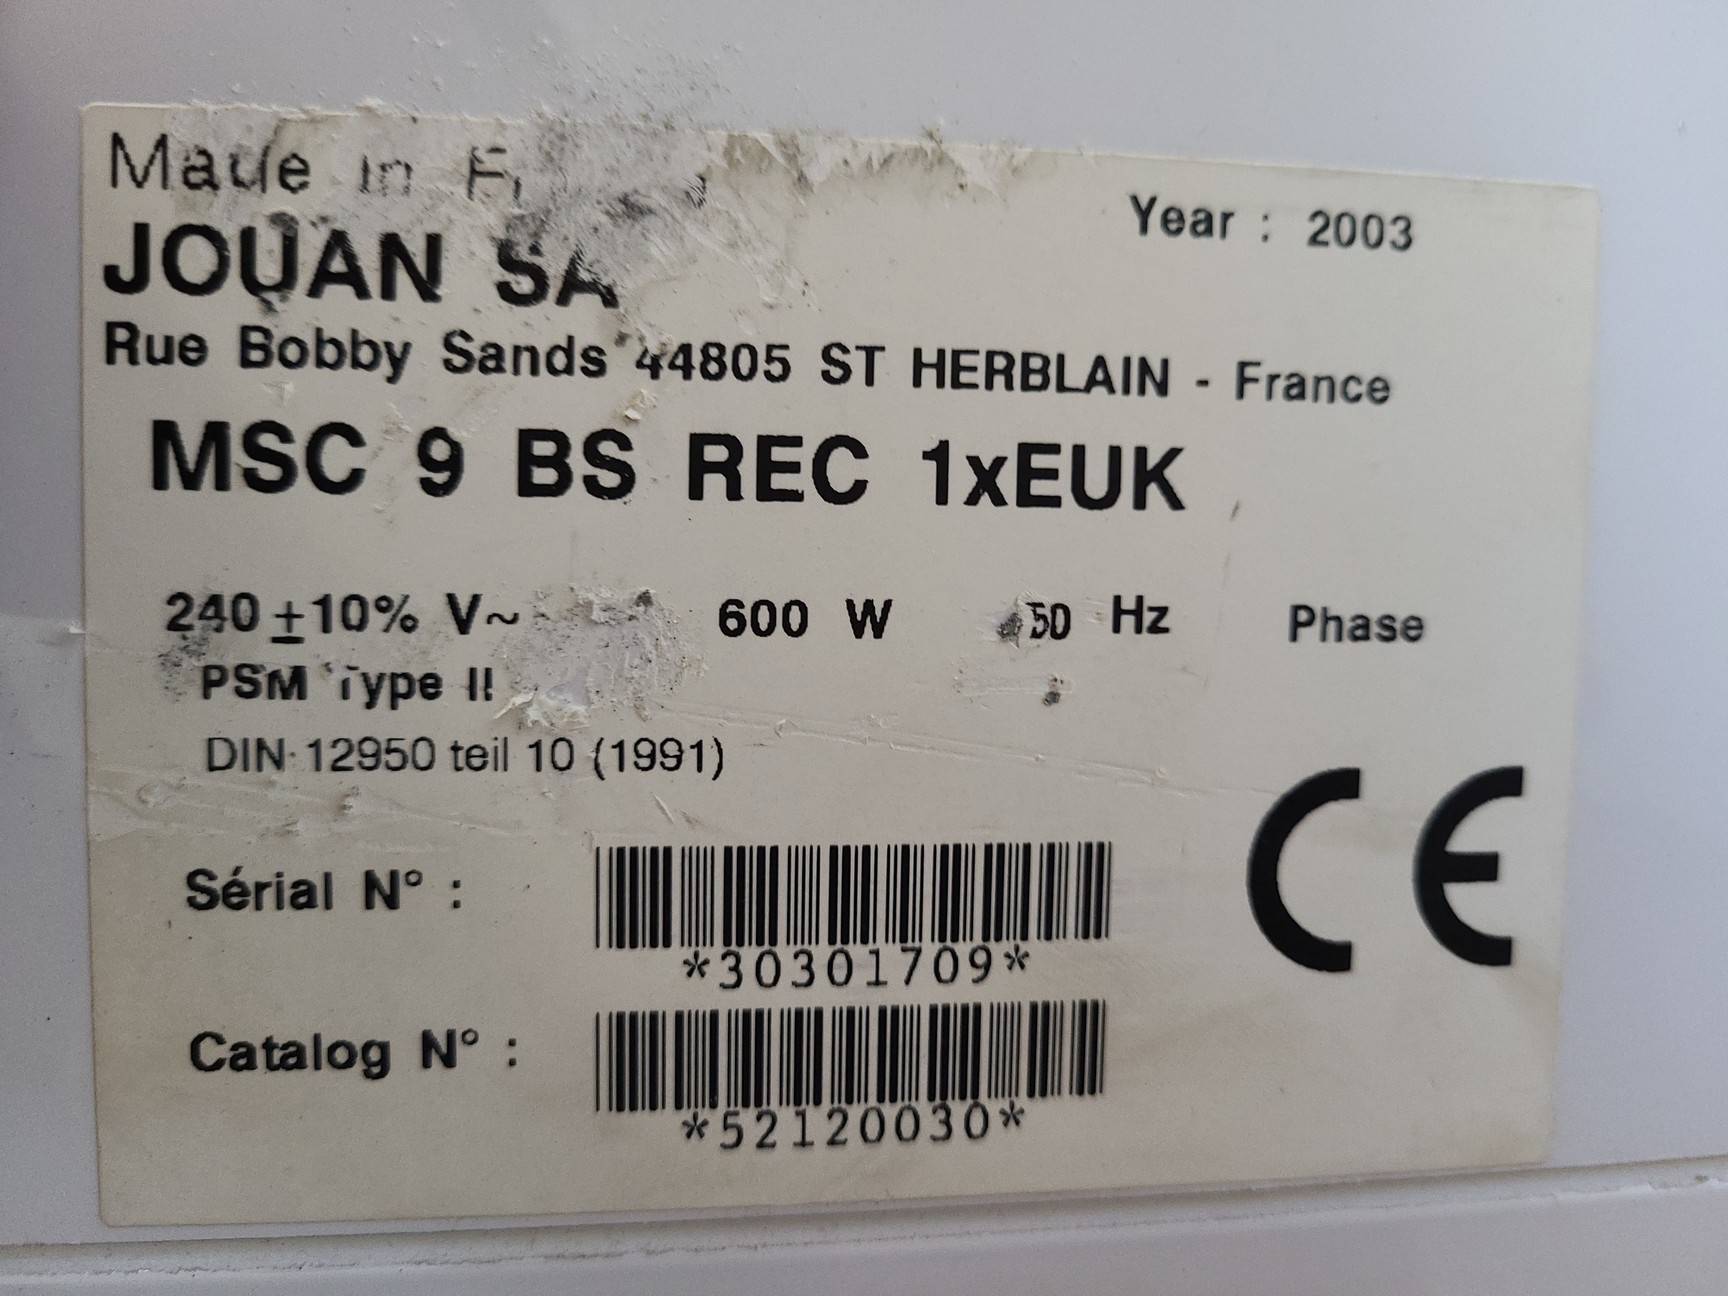 Made in
JOUAN SA
Year : 2003
Rue Bobby Sands 44805 ST HERBLAIN - France
MSC 9 BS REC 1xEUK
240 ±10% V~ 600 W 50 Hz Phase
PSM Type II
DIN 12950 teil 10 (1991)
Sérial N° :
*30301709*
CE
Catalog N° :
*52120030*